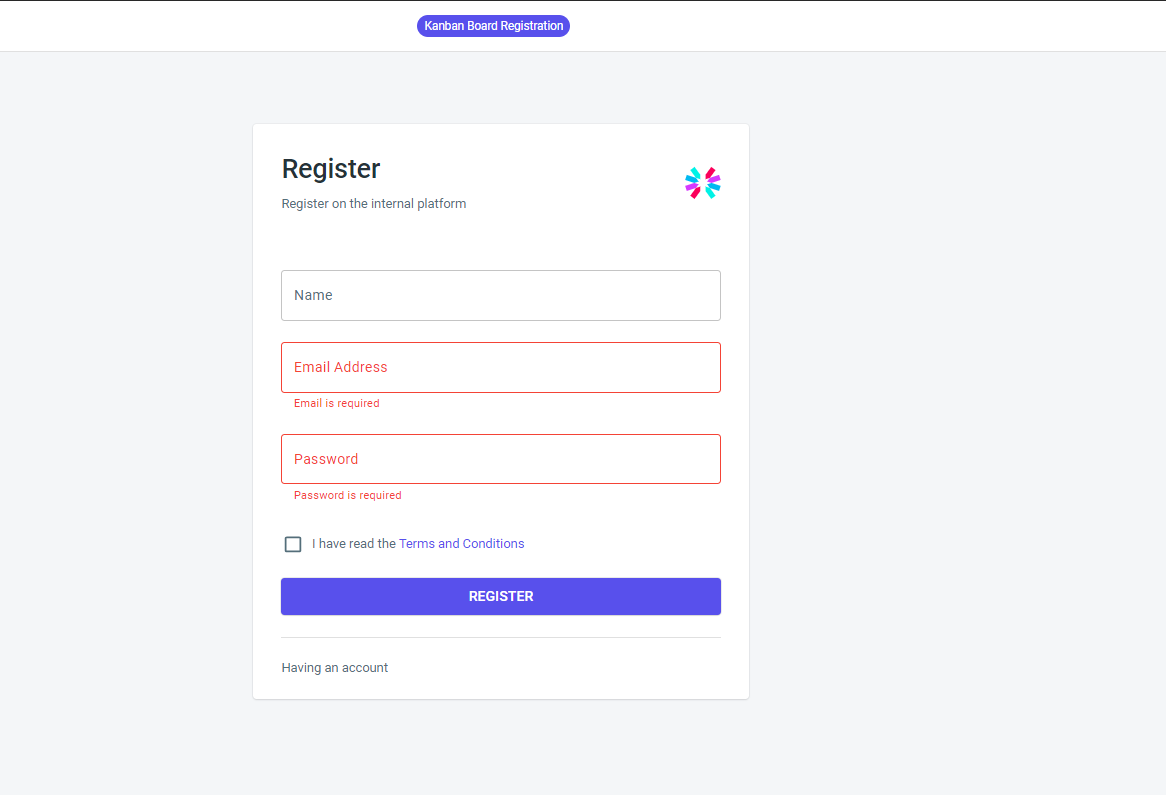 Kanban Board Registration
Register
Register on the internal platform
Name
Email Address
Email is required
Password
Password is required
I have read the Terms and Conditions
REGISTER
Having an account